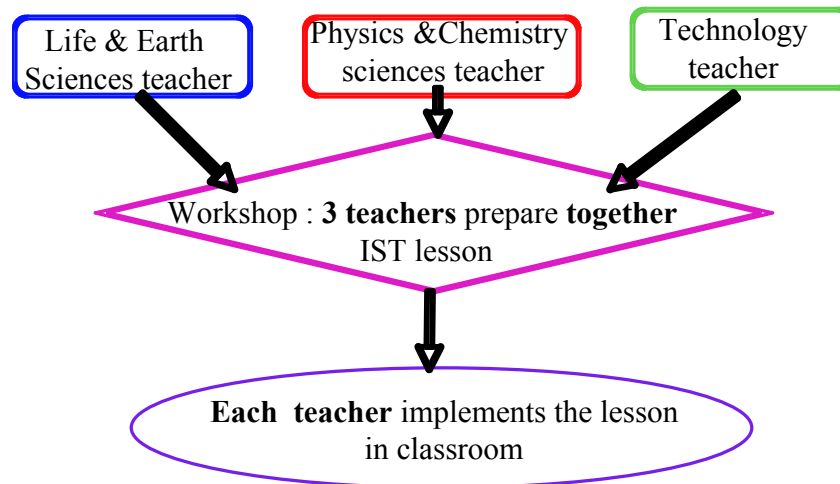 Life & Earth
Sciences teacher
Physics &Chemistry
sciences teacher
Technology
teacher
Workshop : 3 teachers prepare together
IST lesson
Each teacher implements the lesson
in classroom